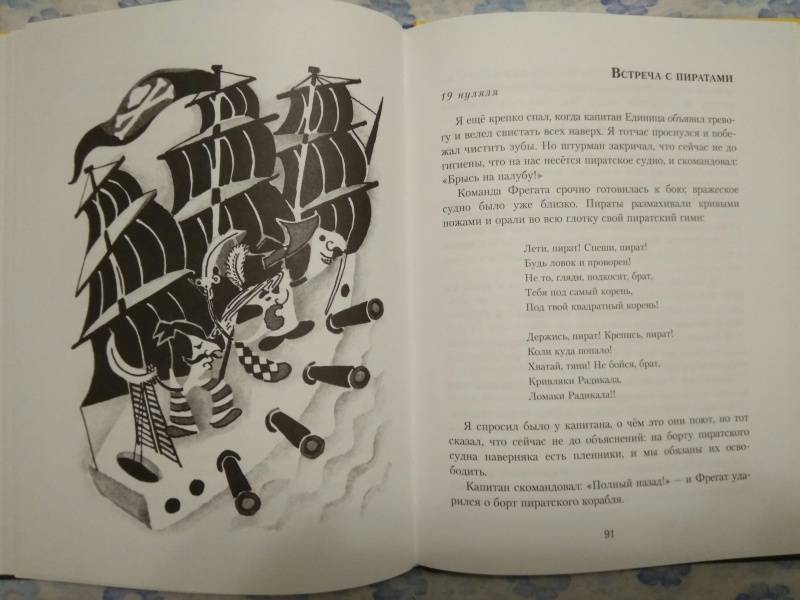 Встреча с пиратами
19 нуляля
Я ещё крепко спал, когда капитан Единица объявил трево-
гу и велел свистать всех наверх. Я тотчас проснулся и побе-
жал чистить зубы. Но штурман закричал, что сейчас не до
гигиены, что на нас несётся пиратское судно, и скомандовал:
«Брысь на палубу!»
Команда Фрегата срочно готовилась к бою; вражеское
судно было уже близко. Пираты размахивали кривыми
ножами и орали во всю глотку свой пиратский гимн:
Лети, пират! Спеши, пират!
Будь ловок и проворен!
Не то, гляди, подкосят, брат,
Тебя под самый корень,
Под твой квадратный корень!
Держись, пират! Крепись, пират!
Коли куда попало!
Хватай, тяни! Не бойся, брат,
Кривляки Радикала,
Ломаки Радикала!!
Я спросил было у капитана, о чём это они поют, но тот
сказал, что сейчас не до объяснений: на борту пиратского
судна наверняка есть пленники, и мы обязаны их осво-
бодить.
Капитан скомандовал: «Полный назад!» — и Фрегат уда-
рился о борт пиратского корабля.
91